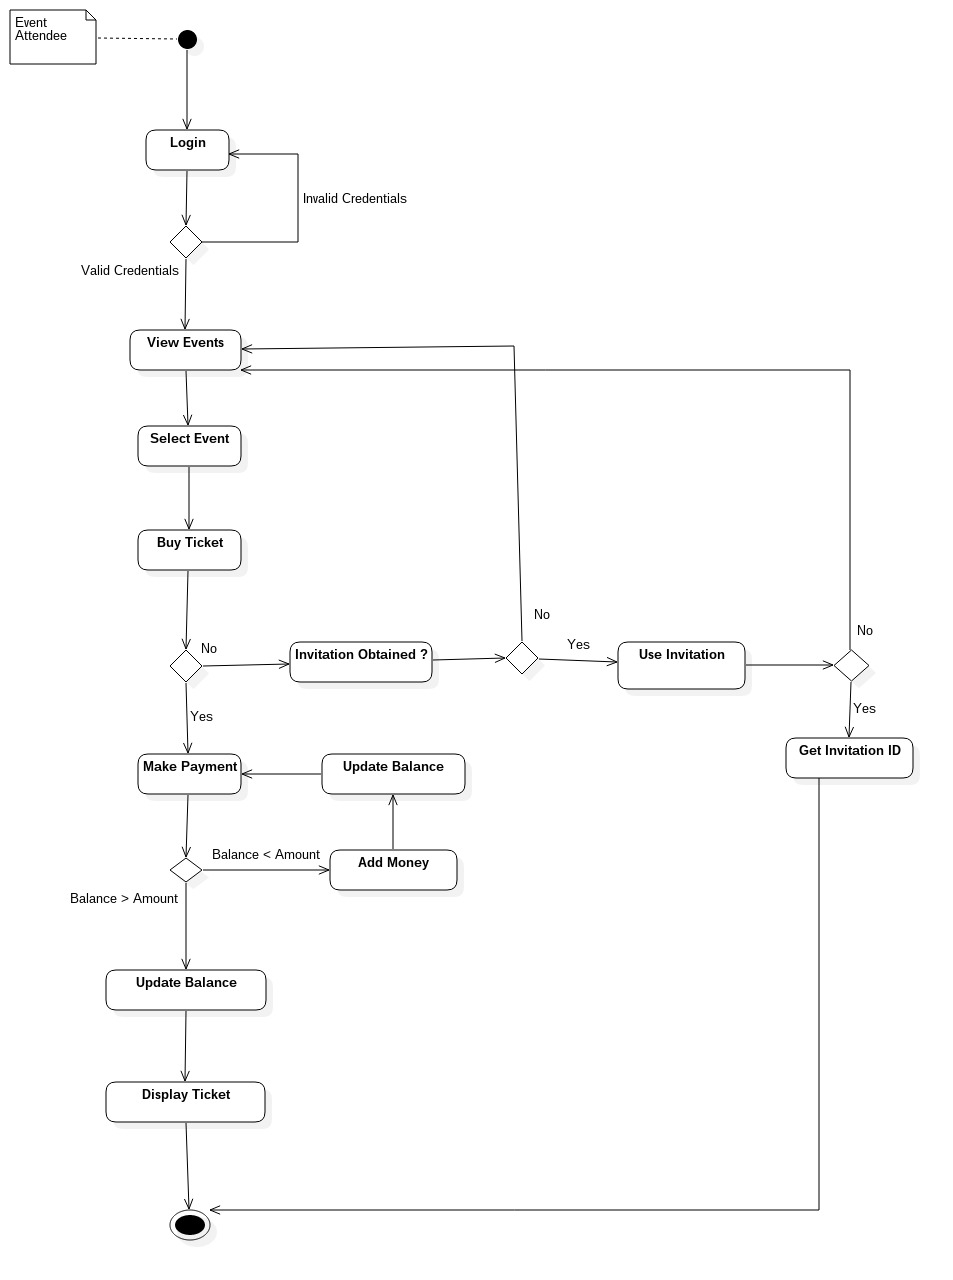 Event
Attendee
Login
Invalid Credentials
Valid Credentials
View Events
Select Event
Buy Ticket
No
No
Yes
No
Invitation Obtained ?
Use Invitation
Yes
Yes
Get Invitation ID
Make Payment
Update Balance
Balance < Amount
Add Money
Balance > Amount
Update Balance
Display Ticket